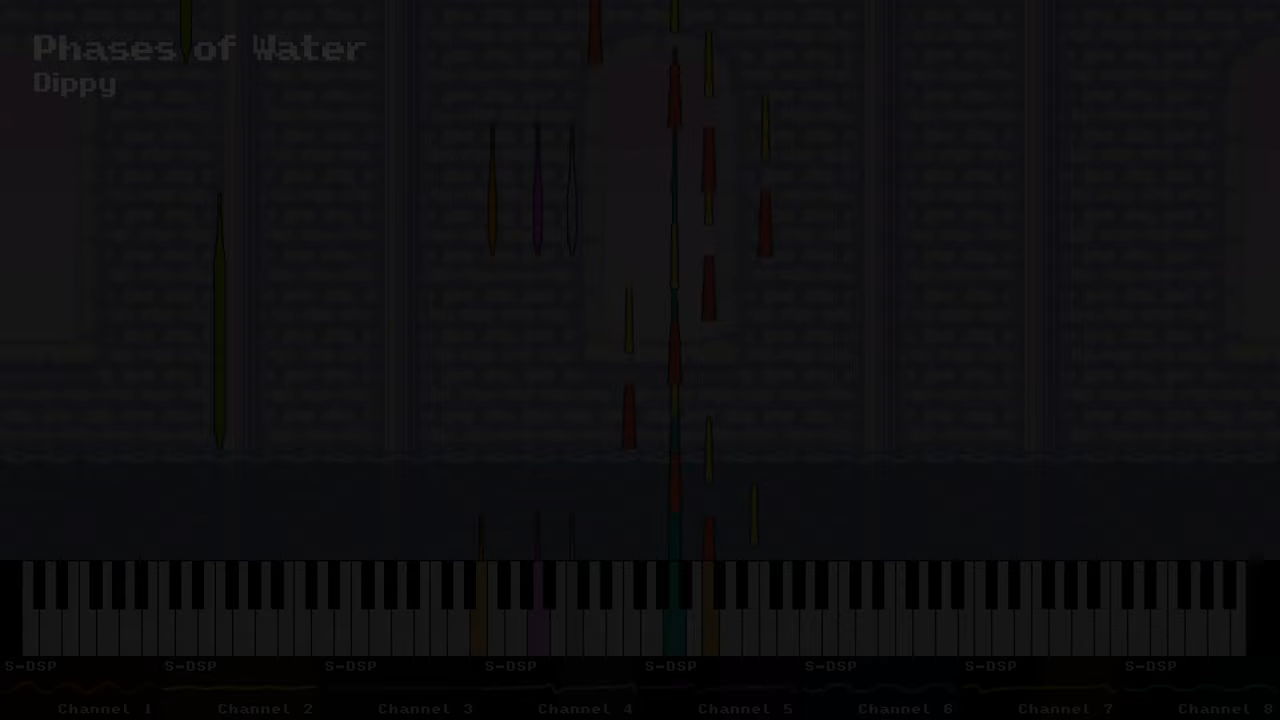 Phases of Water
Dippy
S-DSP S-DSP S-DSP S-DSP S-DSP S-DSP S-DSP S-DSP
Channel 1 Channel 2 Channel 3 Channel 4 Channel 5 Channel 6 Channel 7 Channel 8